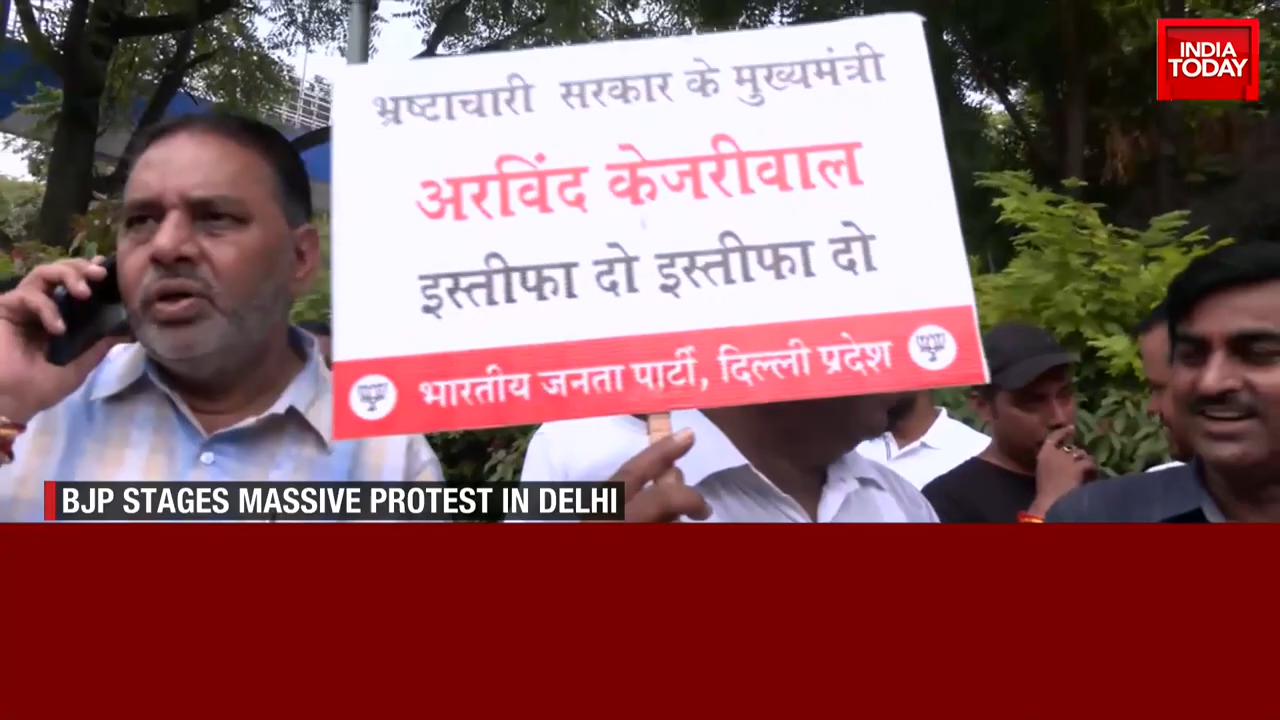 INDIA
TODAY
भ्रष्टाचारी सरकार के मुख्यमंत्री
अरविंद केजरीवाल
इस्तीफा दो इस्तीफा दो
भारतीय जनता पार्टी, दिल्ली प्रदेश
BJP STAGES MASSIVE PROTEST IN DELHI